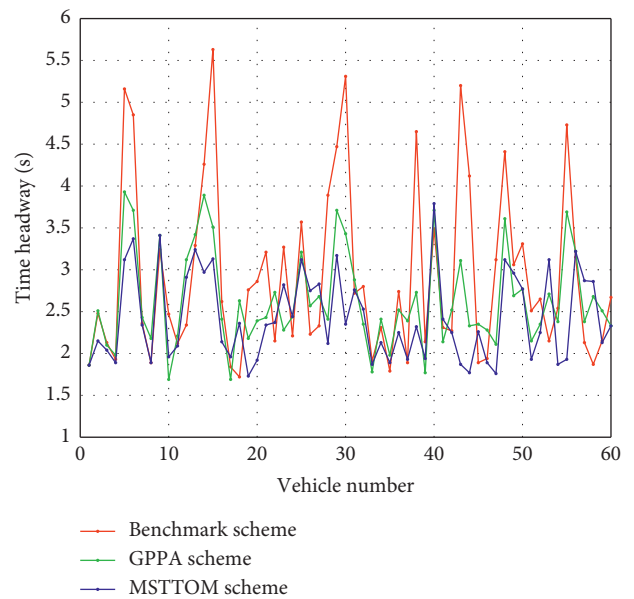 6
5.5
5
4.5
4
3.5
3
2.5
2
1.5
1
Time headway (s)
0 10 20 30 40 50 60
Vehicle number
Benchmark scheme
GPPA scheme
MSTTOM scheme